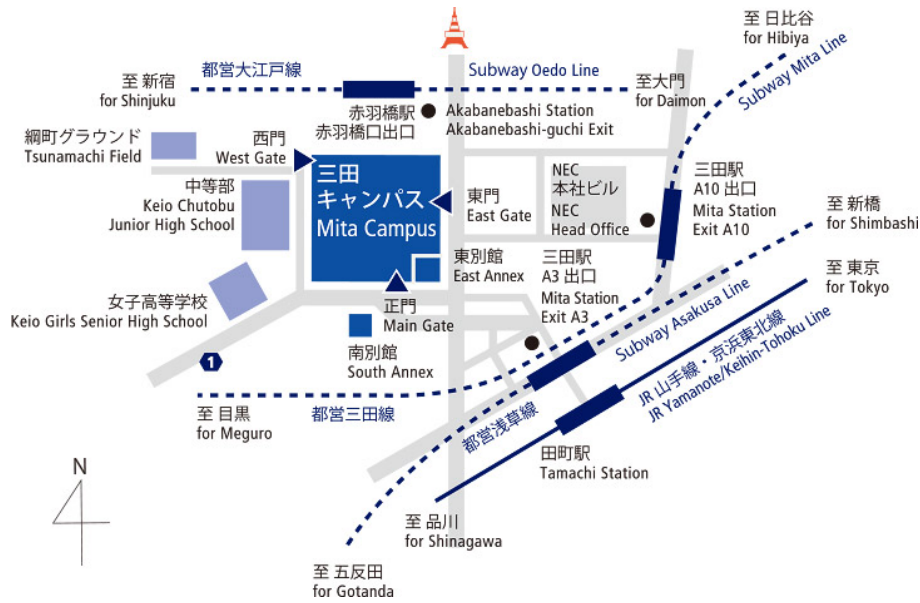 至 日比谷
for Hibiya
Subway Mita Line
都営大江戸線
Subway Oedo Line
至 新宿
for Shinjuku
至大門
for Daimon
赤羽橋駅
赤羽橋口出口
Akabanebashi Station
Akabanebashi-guchi Exit
綱町グラウンド
Tsunamachi Field
西門
West Gate
三田
キャンパス
Mita Campus
中等部
Keio Chutobu
Junior High School
東門
East Gate
NEC
本社ビル
NEC
Head Office
三田駅
A10 出口
Mita Station
Exit A10
至 新橋
for Shimbashi
東別館
East Annex
三田駅
A3 出口
Mita Station
Exit A3
至 東京
for Tokyo
女子高等学校
Keio Girls Senior High School
正門
Main Gate
南別館
South Annex
Subway Asakusa Line
JR 山手線・京浜東北線
JR Yamanote/Keihin-Tohoku Line
1
至 目黒
for Meguro
都営三田線
都営浅草線
田町駅
Tamachi Station
N
至 品川
for Shinagawa
至 五反田
for Gotanda